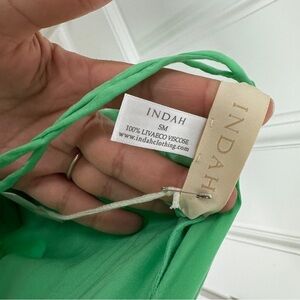 INDAH
SM
100% LIVAECO VISCOSE
www.indahclothing.com
INDAH